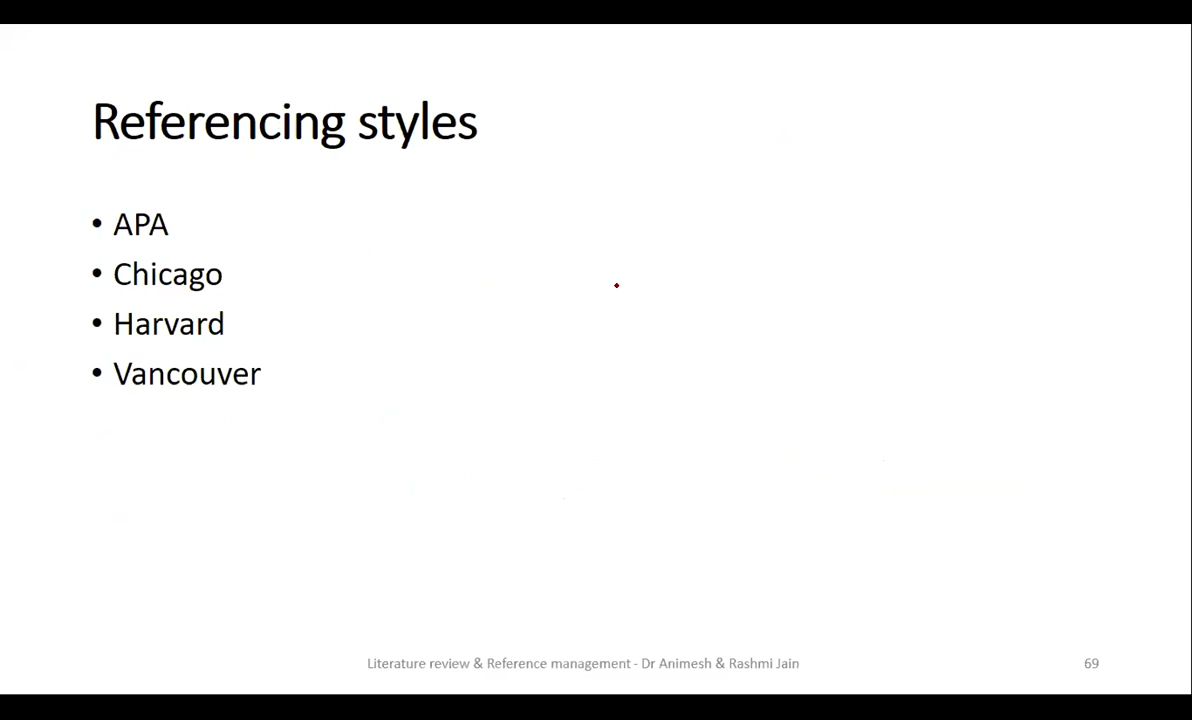 Referencing styles
• APA
• Chicago
• Harvard
• Vancouver
Literature review & Reference management - Dr Animesh & Rashmi Jain
69